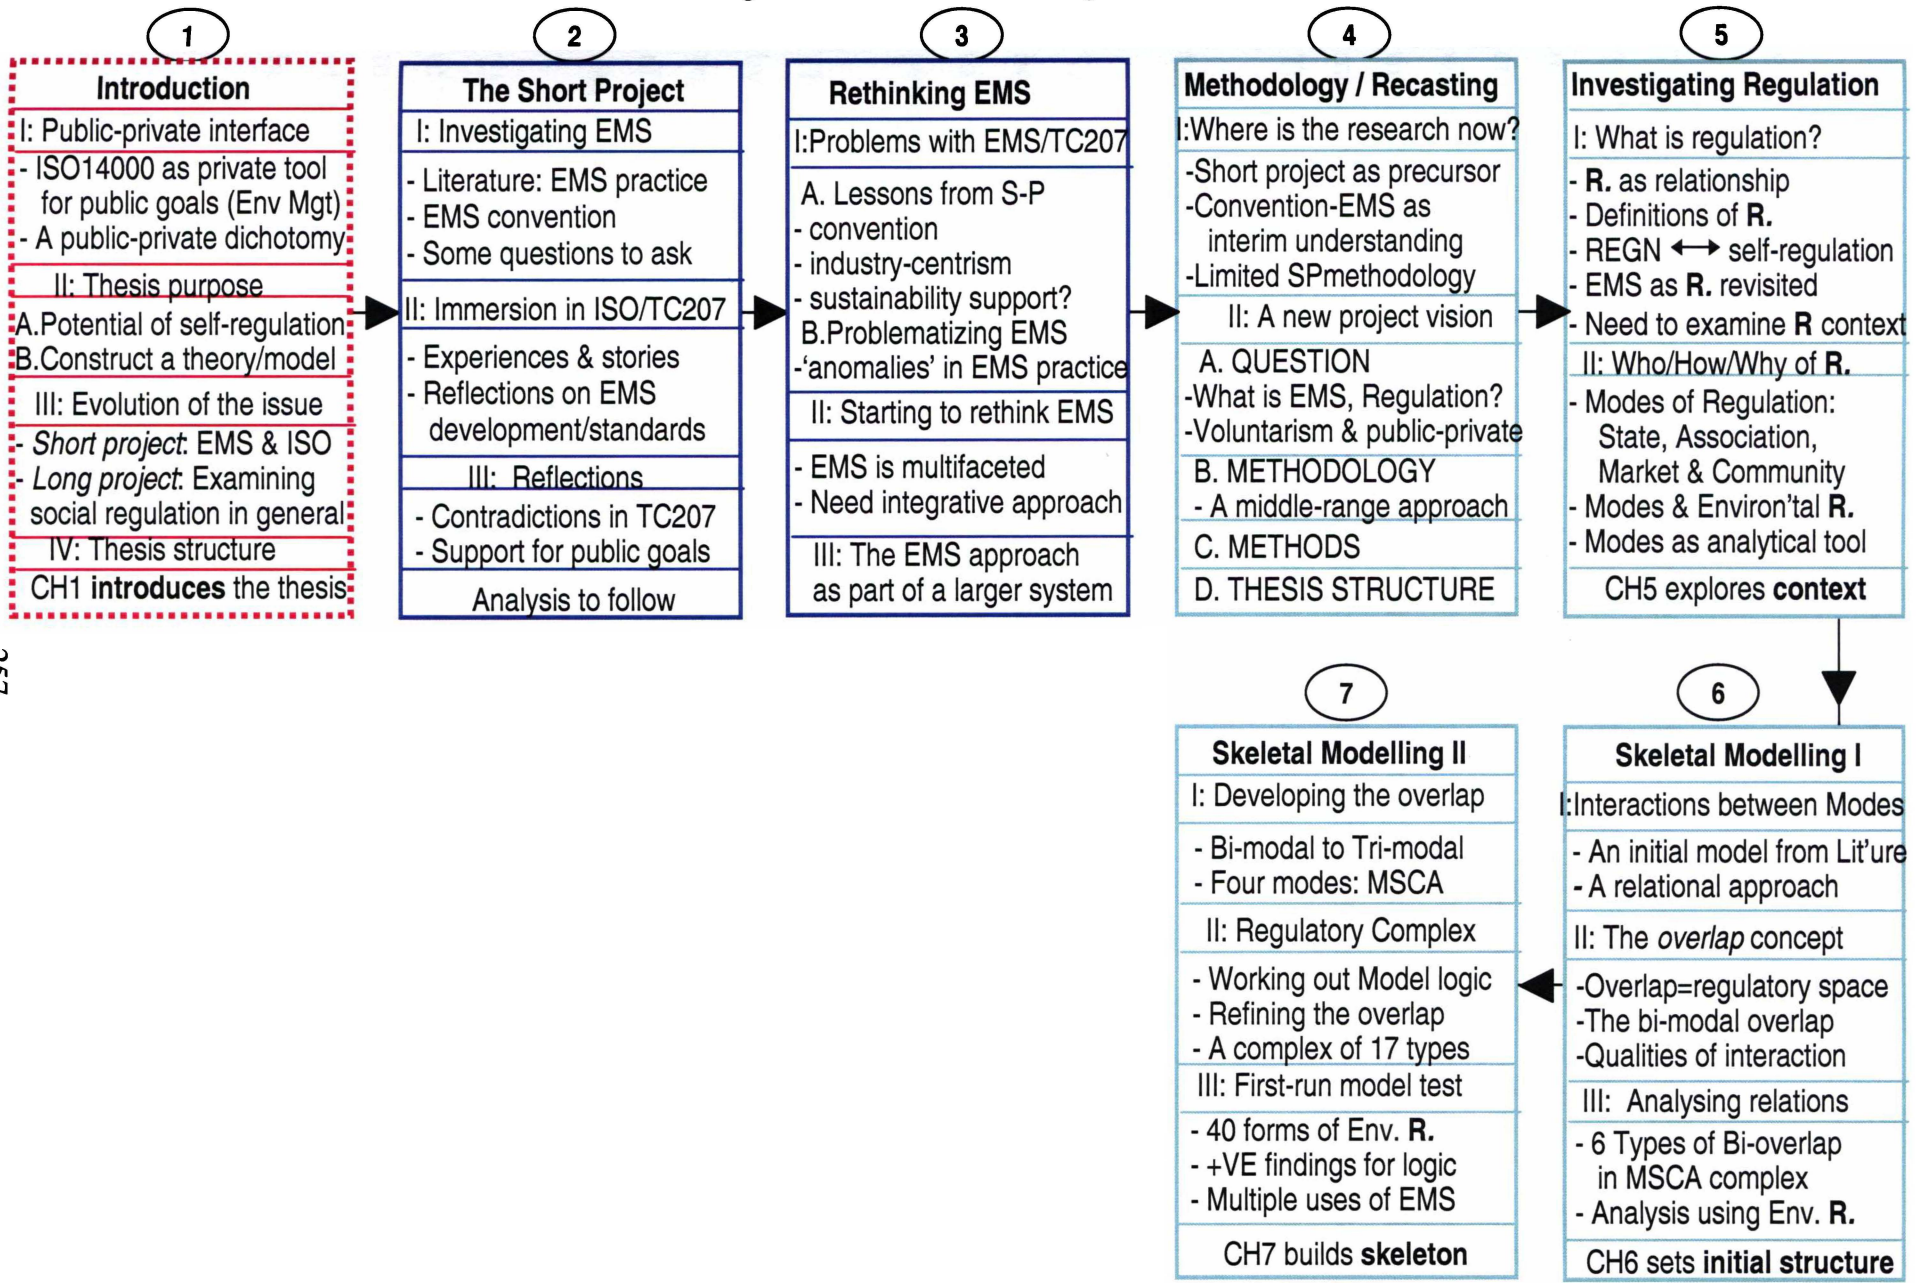 1
Introduction
I: Public-private interface
- ISO14000 as private tool
for public goals (Env Mgt)
- A public-private dichotomy
II: Thesis purpose
A.Potential of self-regulation
B.Construct a theory/model
III: Evolution of the issue
- Short project: EMS & ISO
- Long project: Examining
social regulation in general
IV: Thesis structure
CH1 introduces the thesis
2
The Short Project
I: Investigating EMS
- Literature: EMS practice
- EMS convention
- Some questions to ask
II: Immersion in ISO/TC207
- Experiences & stories
- Reflections on EMS
development/standards
III: Reflections
- Contradictions in TC207
- Support for public goals
Analysis to follow
3
Rethinking EMS
I:Problems with EMS/TC207
A. Lessons from S-P
- convention
- industry-centrism
- sustainability support?
B.Problematizing EMS
-'anomalies' in EMS practice
II: Starting to rethink EMS
- EMS is multifaceted
- Need integrative approach
III: The EMS approach
as part of a larger system
4
Methodology / Recasting
I:Where is the research now?
-Short project as precursor
-Convention-EMS as
interim understanding
-Limited SPmethodology
II: A new project vision
A. QUESTION
-What is EMS, Regulation?
-Voluntarism & public-private
B. METHODOLOGY
- A middle-range approach
C. METHODS
D. THESIS STRUCTURE
5
Investigating Regulation
I: What is regulation?
- R. as relationship
- Definitions of R.
- REGN ↔ self-regulation
- EMS as R. revisited
- Need to examine R context
II: Who/How/Why of R.
- Modes of Regulation:
State, Association,
Market & Community
- Modes & Environ'tal R.
- Modes as analytical tool
CH5 explores context
6
Skeletal Modelling I
I:Interactions between Modes
- An initial model from Lit'ure
- A relational approach
II: The overlap concept
-Overlap=regulatory space
-The bi-modal overlap
-Qualities of interaction
III: Analysing relations
- 6 Types of Bi-overlap
in MSCA complex
- Analysis using Env. R.
CH6 sets initial structure
7
Skeletal Modelling II
I: Developing the overlap
- Bi-modal to Tri-modal
- Four modes: MSCA
II: Regulatory Complex
- Working out Model logic
- Refining the overlap
- A complex of 17 types
III: First-run model test
- 40 forms of Env. R.
- +VE findings for logic
- Multiple uses of EMS
CH7 builds skeleton